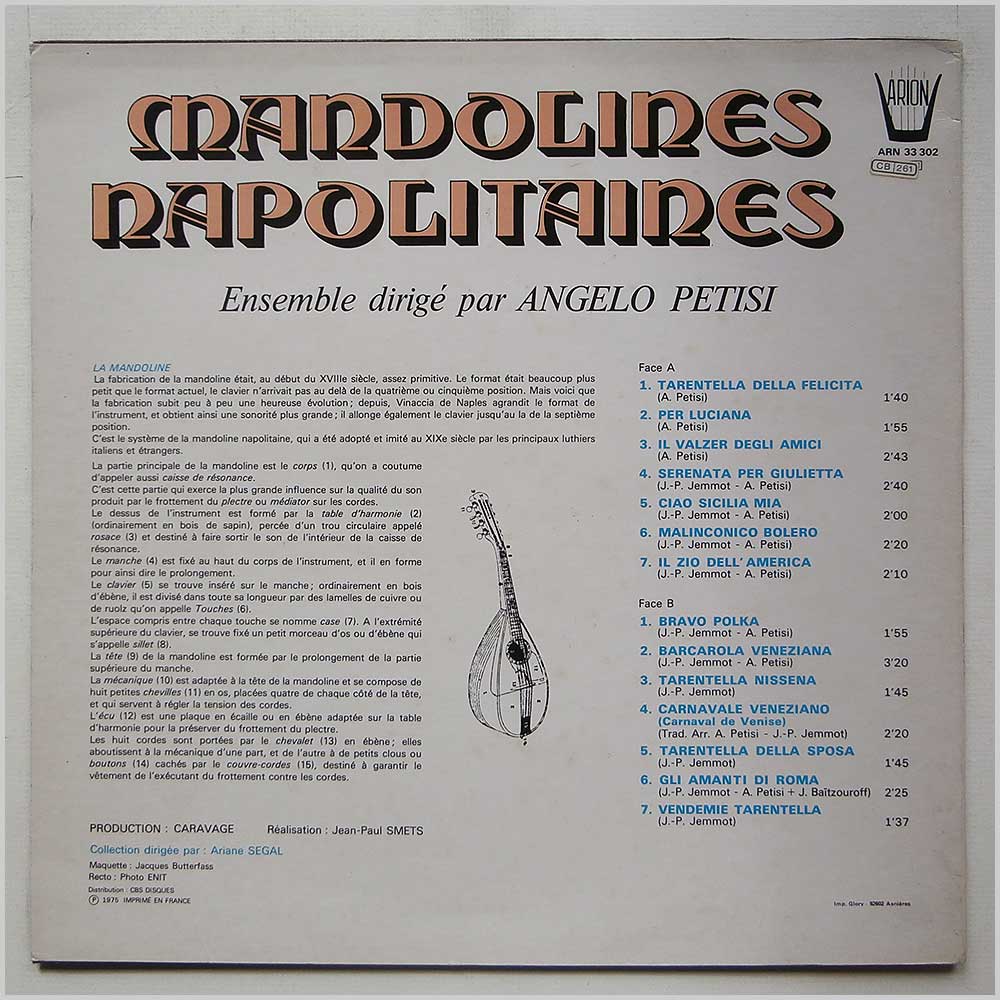 MANDOLINES
NAPOLITAINES
ARION
ARN 33 302
CB 261
Ensemble dirigé par ANGELO PETISI
LA MANDOLINE
La fabrication de la mandoline était, au début du XVIIIe siècle, assez primitive. Le format était beaucoup plus
petit que le format actuel, le clavier n'arrivait pas au delà de la quatrième ou cinquième position. Mais voici que
la fabrication subit peu à peu une heureuse évolution; depuis, Vinaccia de Naples agrandit le format de
l'instrument, et obtient ainsi une sonorité plus grande; il allonge également le clavier jusqu'au la de la septième
position.
C'est le système de la mandoline napolitaine, qui a été adopté et imité au XIXe siècle par les principaux luthiers
italiens et étrangers.
La partie principale de la mandoline est le corps (1), qu'on a coutume
d'appeler aussi caisse de résonance.
C'est cette partie qui exerce la plus grande influence sur la qualité du son
produit par le frottement du plectre ou médiator sur les cordes.
Le dessus de l'instrument est formé par la table d'harmonie (2)
(ordinairement en bois de sapin), percée d'un trou circulaire appelé
rosace (3) et destiné à faire sortir le son de l'intérieur de la caisse de
résonance.
Le manche (4) est fixé au haut du corps de l'instrument, et il en forme
pour ainsi dire le prolongement.
Le clavier (5) se trouve inséré sur le manche; ordinairement en bois
d'ébène, il est divisé dans toute sa longueur par des lamelles de cuivre ou
de ruolz qu'on appelle Touches (6).
L'espace compris entre chaque touche se nomme case (7). A l'extrémité
supérieure du clavier, se trouve fixé un petit morceau d'os ou d'ébène qui
s'appelle sillet (8).
La tête (9) de la mandoline est formée par le prolongement de la partie
supérieure du manche.
La mécanique (10) est adaptée à la tête de la mandoline et se compose de
huit petites chevilles (11) en os, placées quatre de chaque côté de la tête,
et qui servent à régler la tension des cordes.
L'écu (12) est une plaque en écaille ou en ébène adaptée sur la table
d'harmonie pour la préserver du frottement du plectre.
Les huit cordes sont portées par le chevalet (13) en ébène; elles
aboutissent à la mécanique d'une part, et de l'autre à de petits clous ou
boutons (14) cachés par le couvre-cordes (15), destiné à garantir le
vêtement de l'exécutant du frottement contre les cordes.
PRODUCTION : CARAVAGE Réalisation : Jean-Paul SMETS
Collection dirigée par : Ariane SEGAL
Maquette : Jacques Butterfass
Recto : Photo ENIT
Distribution : CBS DISQUES
Ⓟ 1975 IMPRIMÉ EN FRANCE
Face A
1. TARENTELLA DELLA FELICITA
(A. Petisi) 1'40
2. PER LUCIANA
(A. Petisi) 1'55
3. IL VALZER DEGLI AMICI
(A. Petisi) 2'43
4. SERENATA PER GIULIETTA
(J.-P. Jemmot - A. Petisi) 2'40
5. CIAO SICILIA MIA
(J.-P. Jemmot - A. Petisi) 2'00
6. MALINCONICO BOLERO
(J.-P. Jemmot - A. Petisi) 2'20
7. IL ZIO DELL'AMERICA
(J.-P. Jemmot - A. Petisi) 2'10
Face B
1. BRAVO POLKA
(J.-P. Jemmot - A. Petisi) 1'55
2. BARCAROLA VENEZIANA
(J.-P. Jemmot - A. Petisi) 3'20
3. TARENTELLA NISSENA
(J.-P. Jemmot) 1'45
4. CARNAVALE VENEZIANO
(Carnaval de Venise)
(Trad. Arr. A. Petisi - J.-P. Jemmot) 2'20
5. TARENTELLA DELLA SPOSA
(J.-P. Jemmot) 1'45
6. GLI AMANTI DI ROMA
(J.-P. Jemmot - A. Petisi + J. Baïtzouroff) 2'25
7. VENDEMIE TARENTELLA
(J.-P. Jemmot) 1'37
Imp. Glory - 92602 Asnières